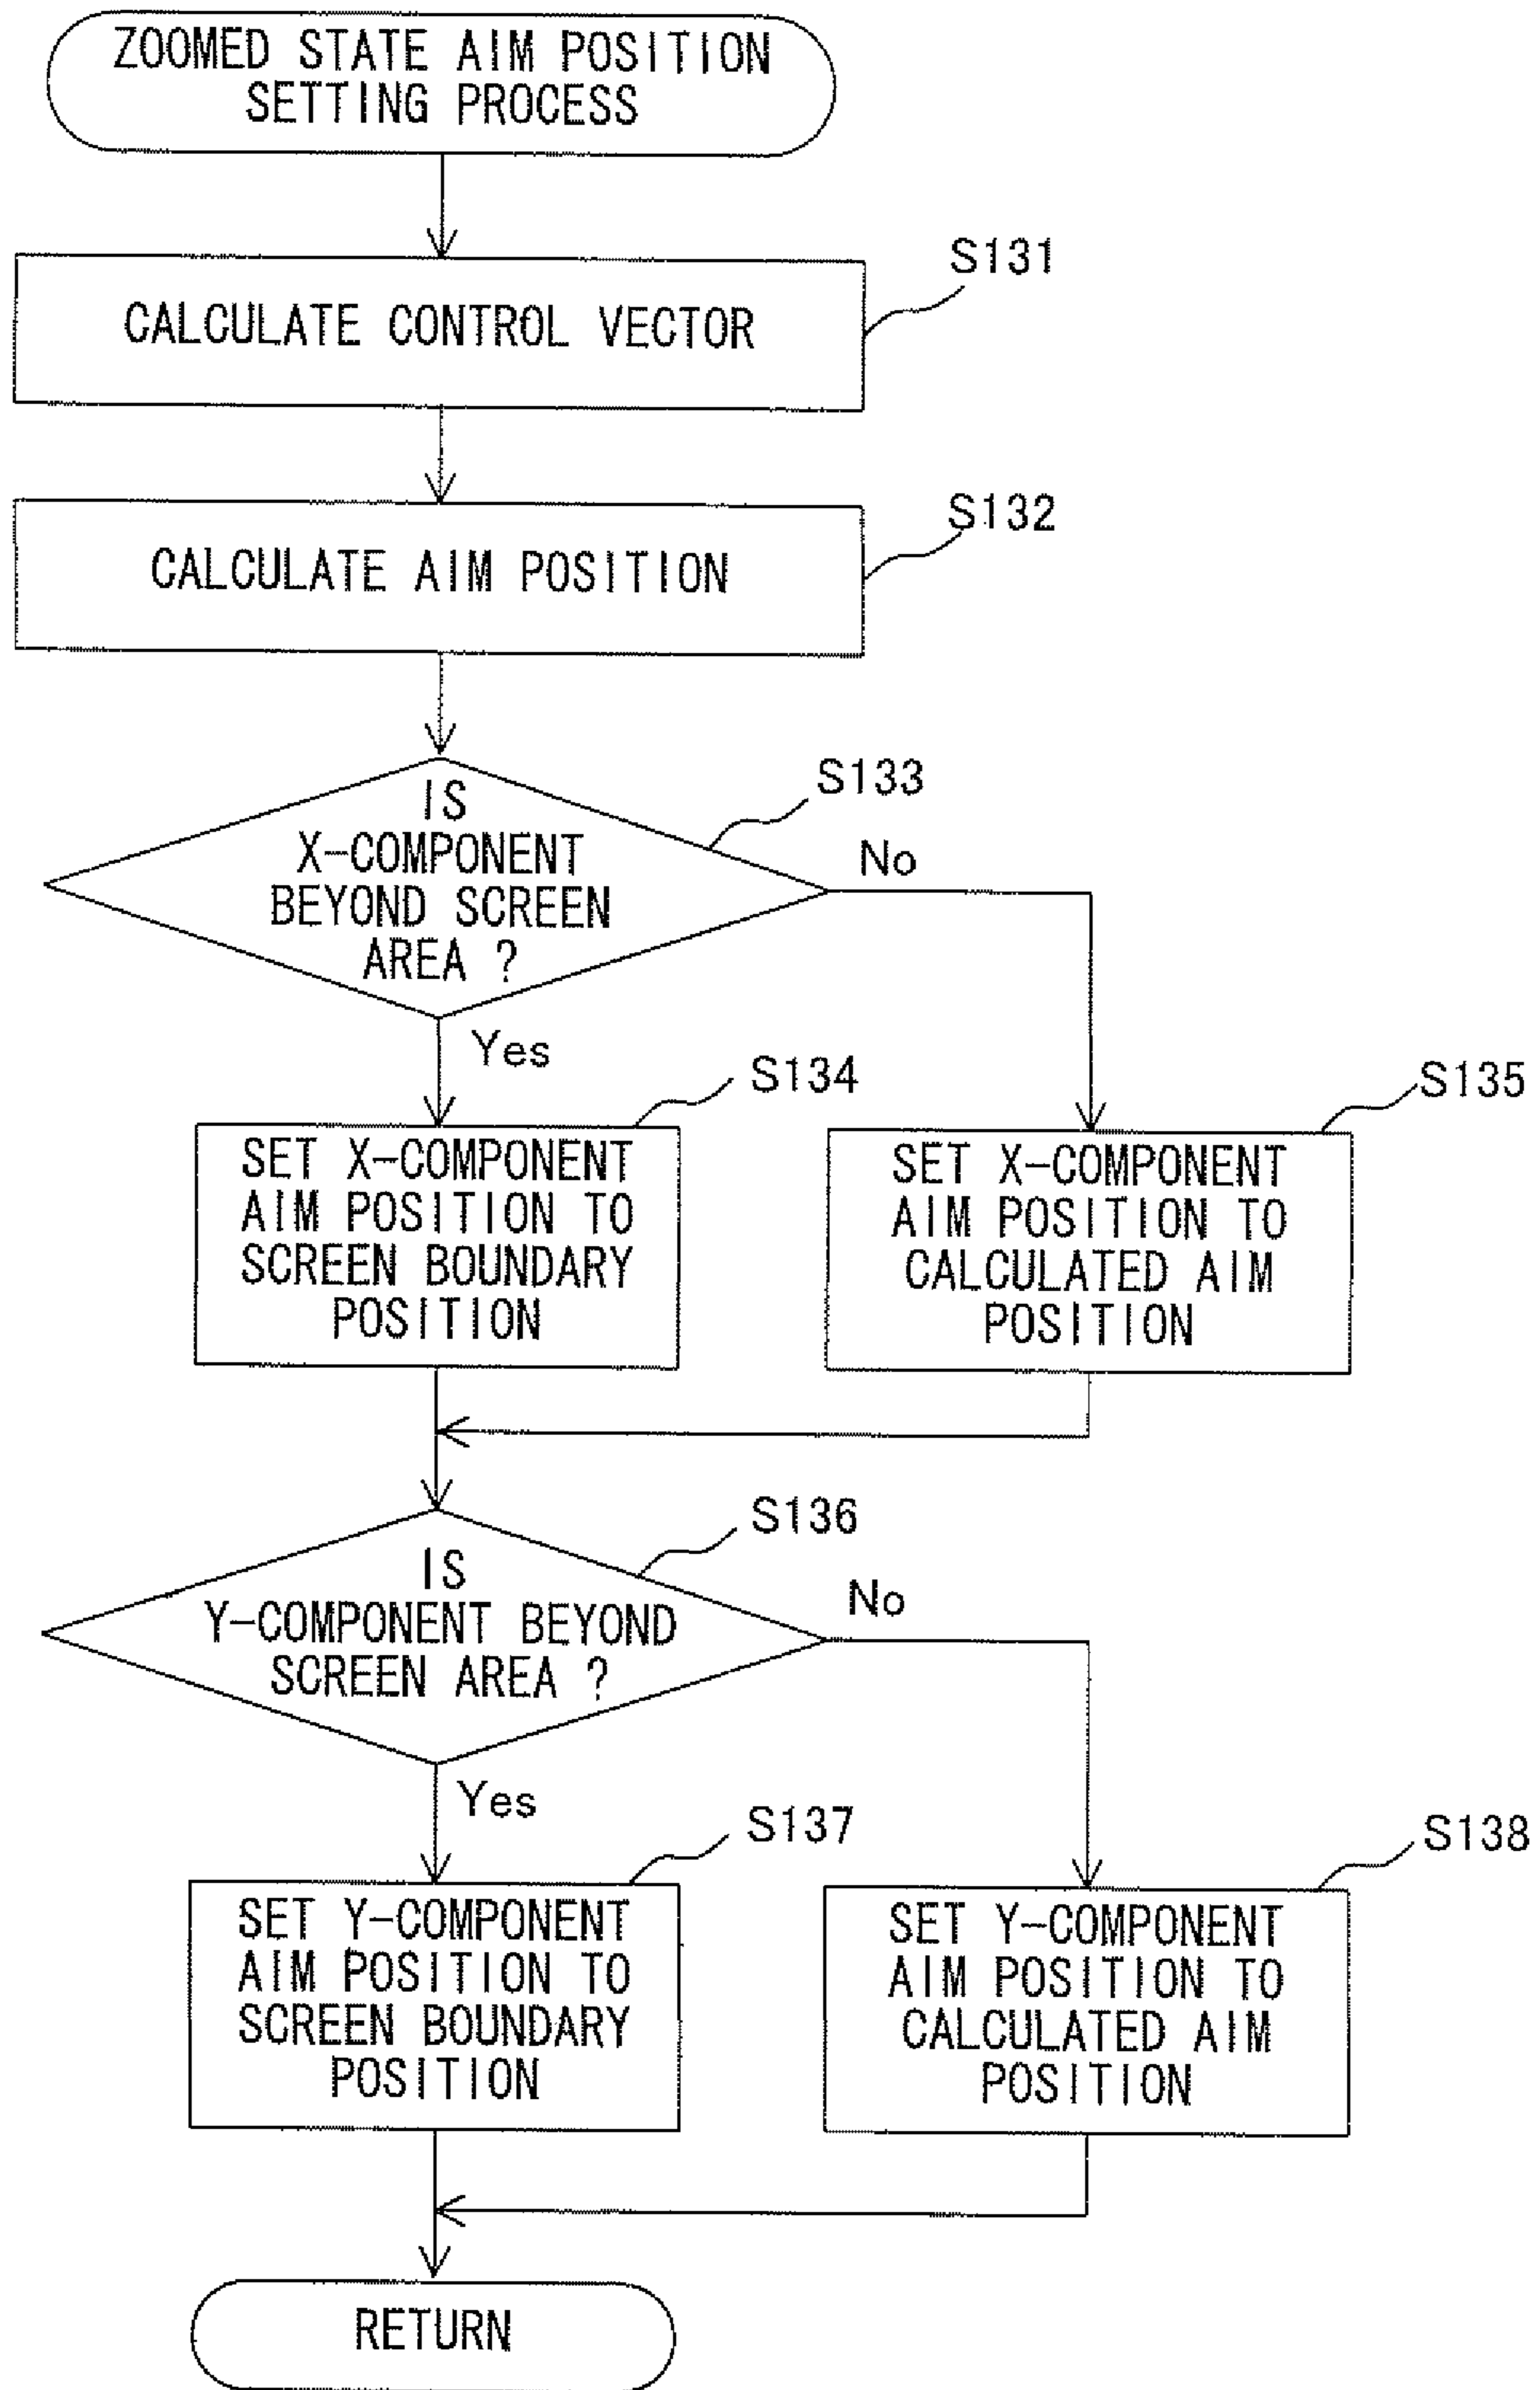 ZOOMED STATE AIM POSITION
SETTING PROCESS
S131
CALCULATE CONTROL VECTOR
S132
CALCULATE AIM POSITION
S133
IS
X-COMPONENT
BEYOND SCREEN
AREA ?
No
Yes
S134
SET X-COMPONENT
AIM POSITION TO
SCREEN BOUNDARY
POSITION
S135
SET X-COMPONENT
AIM POSITION TO
CALCULATED AIM
POSITION
S136
IS
Y-COMPONENT BEYOND
SCREEN AREA ?
No
Yes
S137
SET Y-COMPONENT
AIM POSITION TO
SCREEN BOUNDARY
POSITION
S138
SET Y-COMPONENT
AIM POSITION TO
CALCULATED AIM
POSITION
RETURN